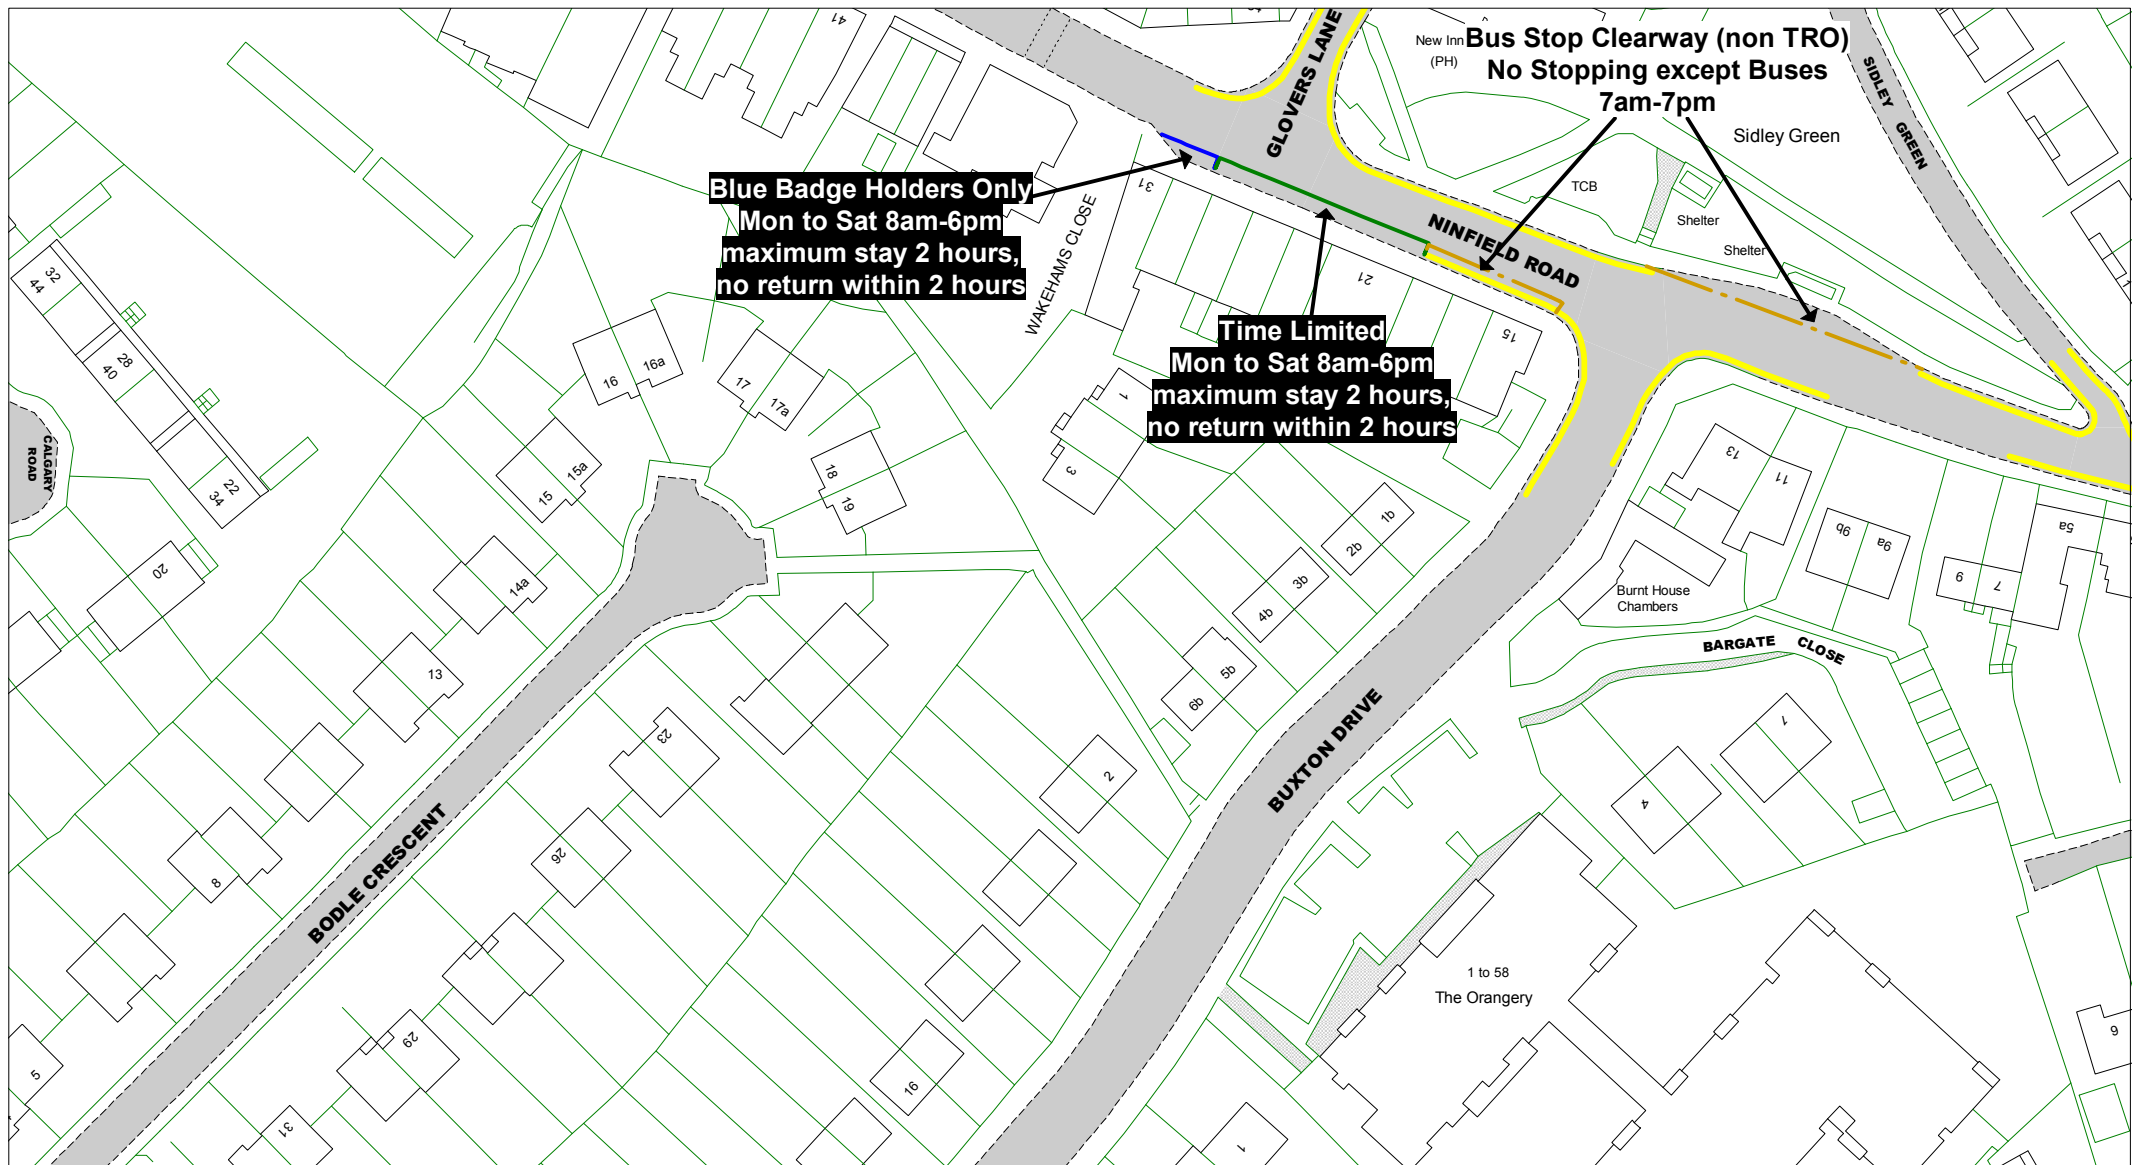 41
GLOVERS LANE
New Inn
(PH)
Bus Stop Clearway (non TRO)
No Stopping except Buses
7am-7pm
SIDLEY GREEN
Sidley Green
TCB
Shelter
Shelter
Blue Badge Holders Only
Mon to Sat 8am-6pm
maximum stay 2 hours,
no return within 2 hours
WAKEHAMS CLOSE
31
NINFIELD ROAD
21
15
Time Limited
Mon to Sat 8am-6pm
maximum stay 2 hours,
no return within 2 hours
32
44
28
40
22
34
CALGARY
ROAD
20
16
16a
17
17a
18
19
15
15a
14a
13
8
5
1
3
1b
2b
3b
4b
5b
6b
13
11
9b
9a
9
7
5a
Burnt House
Chambers
BARGATE CLOSE
BUXTON DRIVE
BODLE CRESCENT
23
26
29
31
2
16
4
7
1 to 58
The Orangery
1
6